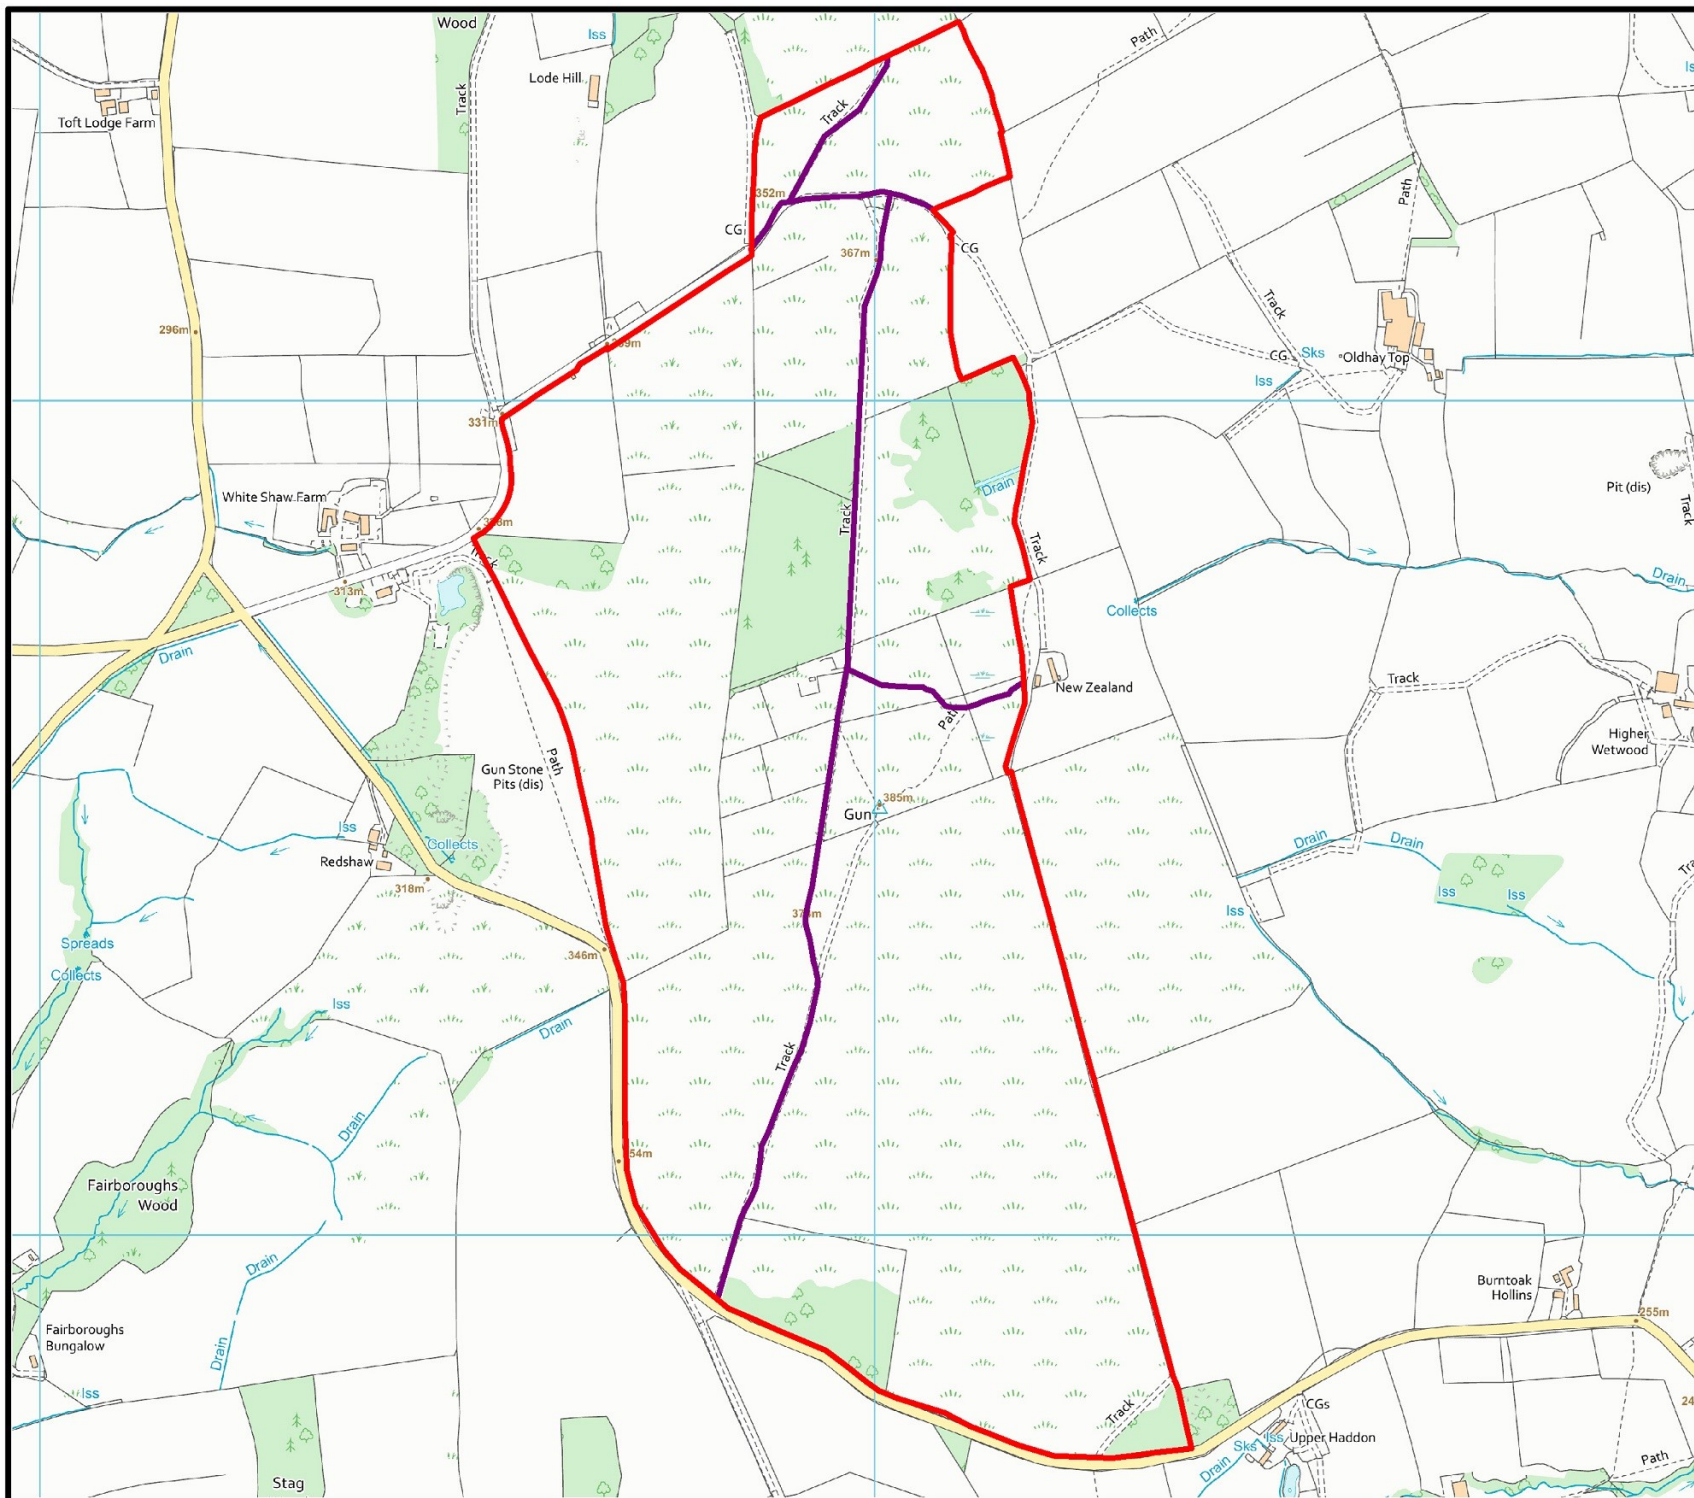 Wood
Iss
Path
Lode Hill
Track
Toft Lodge Farm
Track
352m
Path
CG
CG
367m
Track
296m
CG
Sks
Oldhay Top
Iss
331m
Drain
Pit (dis)
White Shaw Farm
Track
Track
Track
313m
Collects
Drain
Drain
New Zealand
Track
Path
Higher
Wetwood
Path
Gun Stone
Pits (dis)
385m
Gun
Iss
Redshaw
Collects
318m
Drain
Drain
Iss
Iss
Iss
Spreads
346m
Collects
Iss
Drain
Track
Drain
54m
Fairboroughs
Wood
Drain
Burntoak
Hollins
255m
Fairboroughs
Bungalow
Drain
Iss
Track
CGs
Sks
Iss
Upper Haddon
Drain
Path
Stag